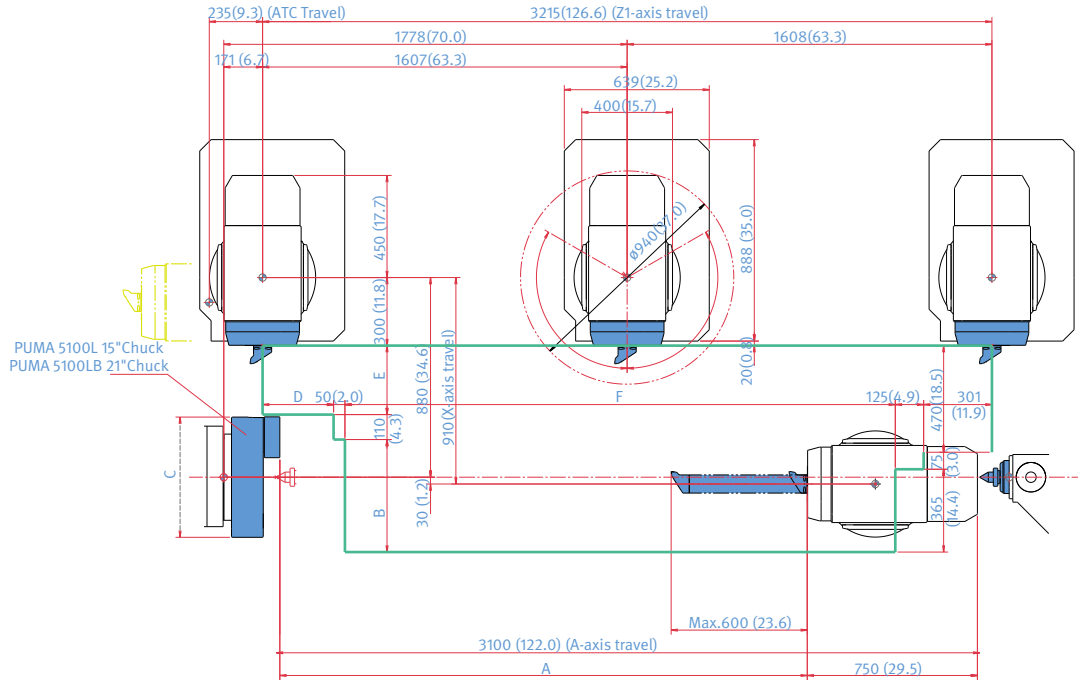 235(9.3) (ATC Travel)
3215(126.6) (Z1-axis travel)
1778(70.0)
1608(63.3)
171 (6.7)
1607(63.3)
639(25.2)
400(15.7)
450 (17.7)
ø940(37.0)
888 (35.0)
300 (11.8)
PUMA 5100L 15"Chuck
PUMA 5100LB 21"Chuck
E
880 (34.6)
910(X-axis travel)
20(0.8)
470(18.5)
D
50(2.0)
F
125(4.9)
301
(11.9)
110
(4.3)
C
75
(3.0)
B
30 (1.2)
365
(14.4)
Max.600 (23.6)
3100 (122.0) (A-axis travel)
A
750 (29.5)